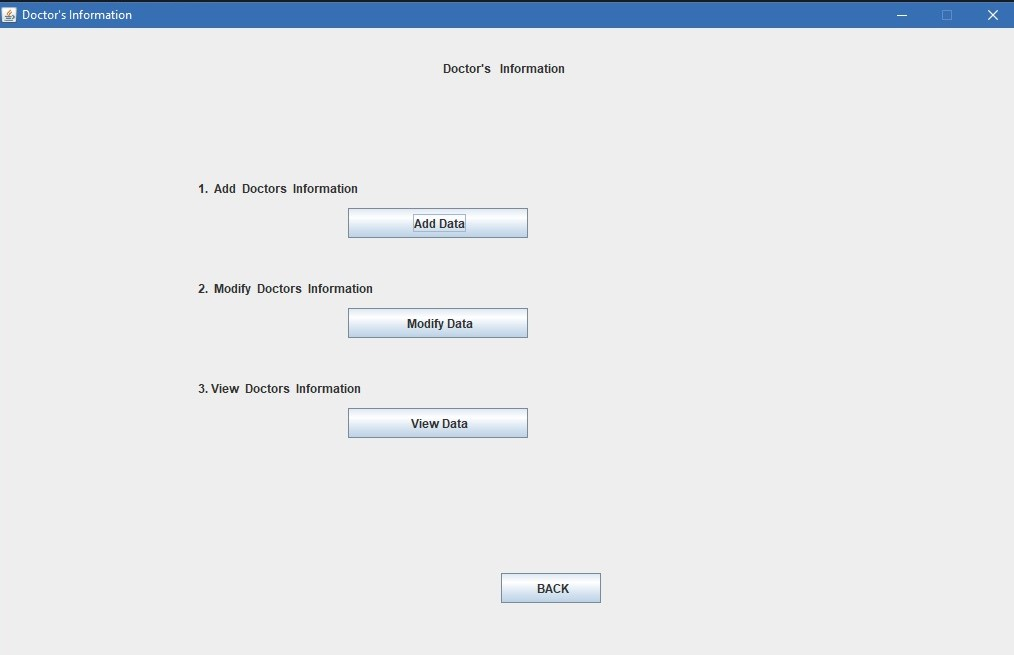 Doctor's Information
Doctor's Information
1. Add Doctors Information
Add Data
2. Modify Doctors Information
Modify Data
3. View Doctors Information
View Data
BACK